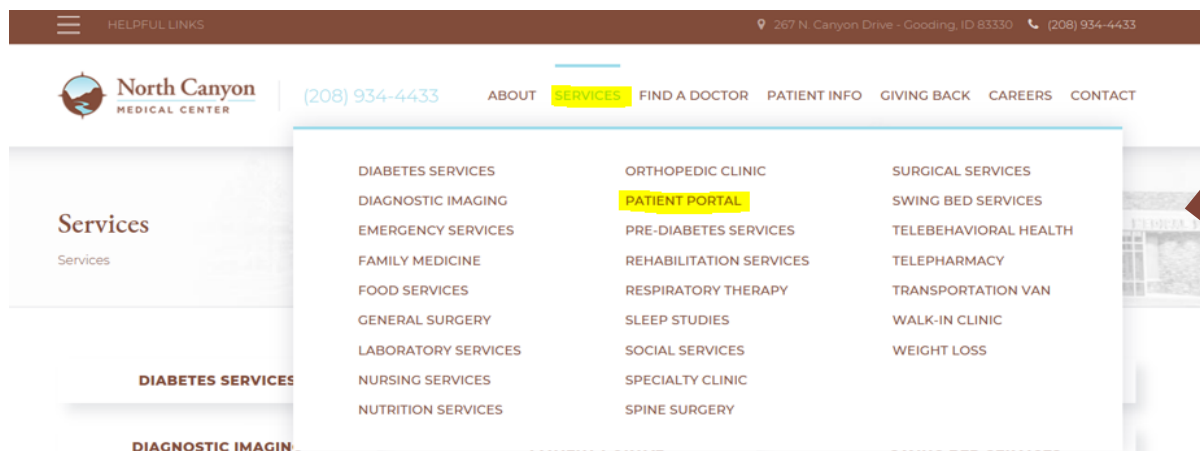 HELPFUL LINKS
267 N. Canyon Drive - Gooding, ID 83330 (208) 934-4433
North Canyon
MEDICAL CENTER
(208) 934-4433 ABOUT SERVICES FIND A DOCTOR PATIENT INFO GIVING BACK CAREERS CONTACT
DIABETES SERVICES
DIAGNOSTIC IMAGING
EMERGENCY SERVICES
FAMILY MEDICINE
FOOD SERVICES
GENERAL SURGERY
LABORATORY SERVICES
NURSING SERVICES
NUTRITION SERVICES
ORTHOPEDIC CLINIC
PATIENT PORTAL
PRE-DIABETES SERVICES
REHABILITATION SERVICES
RESPIRATORY THERAPY
SLEEP STUDIES
SOCIAL SERVICES
SPECIALTY CLINIC
SPINE SURGERY
SURGICAL SERVICES
SWING BED SERVICES
TELEBEHAVIORAL HEALTH
TELEPHARMACY
TRANSPORTATION VAN
WALK-IN CLINIC
WEIGHT LOSS
Services
Services
DIABETES SERVICES
DIAGNOSTIC IMAGIN